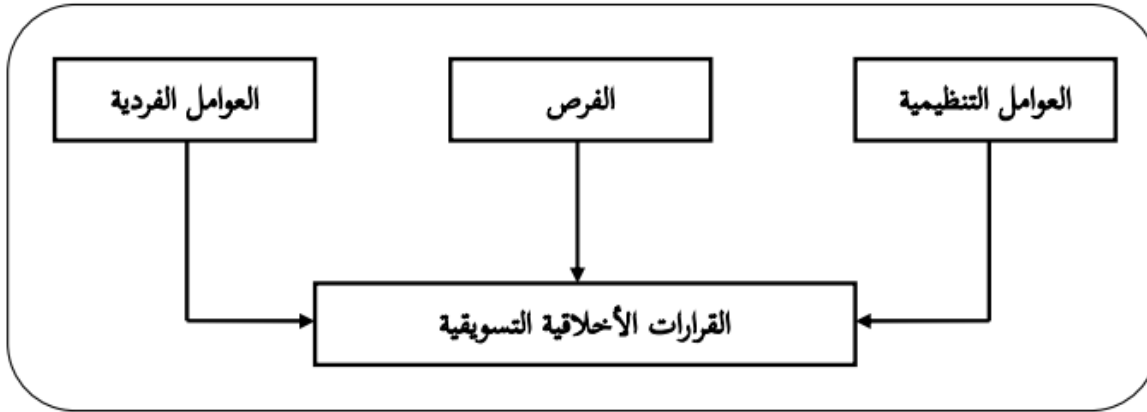 العوامل التنظيمية
الفرص
العوامل الفردية
القرارات الأخلاقية التسويقية